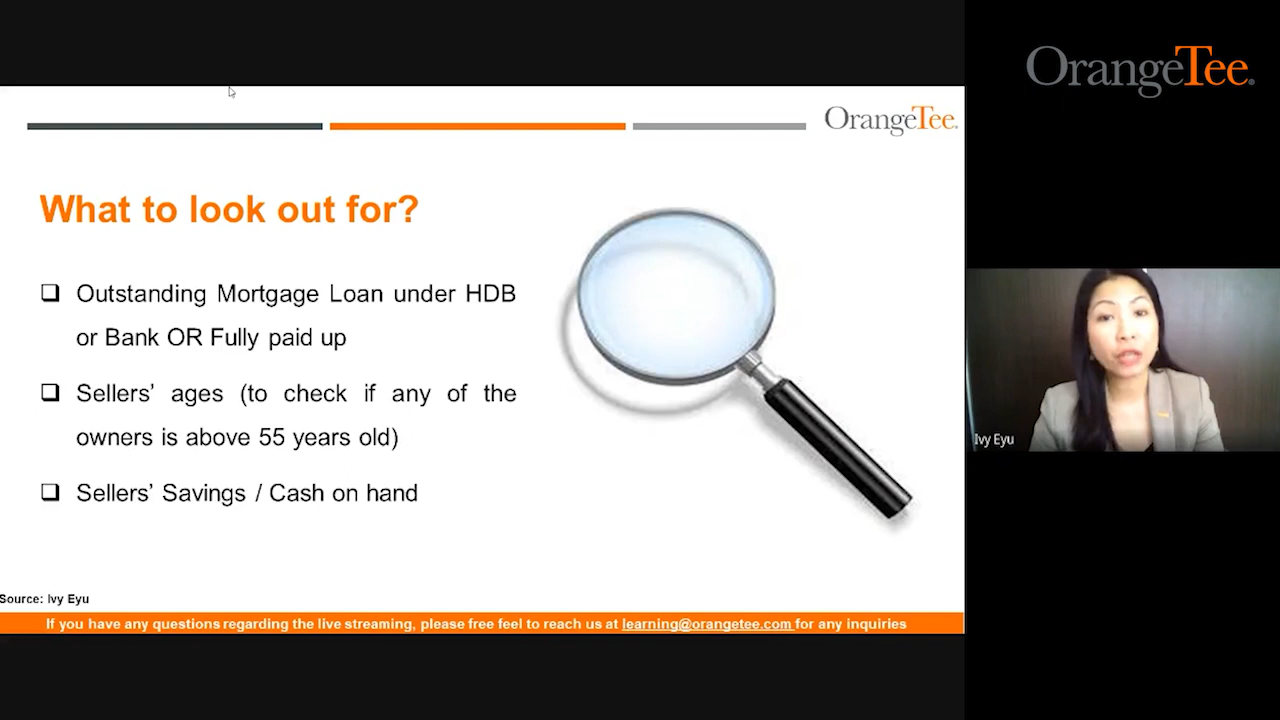 OrangeTee
OrangeTee
What to look out for?
❑ Outstanding Mortgage Loan under HDB
or Bank OR Fully paid up
❑ Sellers’ ages (to check if any of the
owners is above 55 years old)
❑ Sellers’ Savings / Cash on hand
Ivy Eyu
Source: Ivy Eyu
If you have any questions regarding the live streaming, please free feel to reach us at learning@orangetee.com for any inquiries